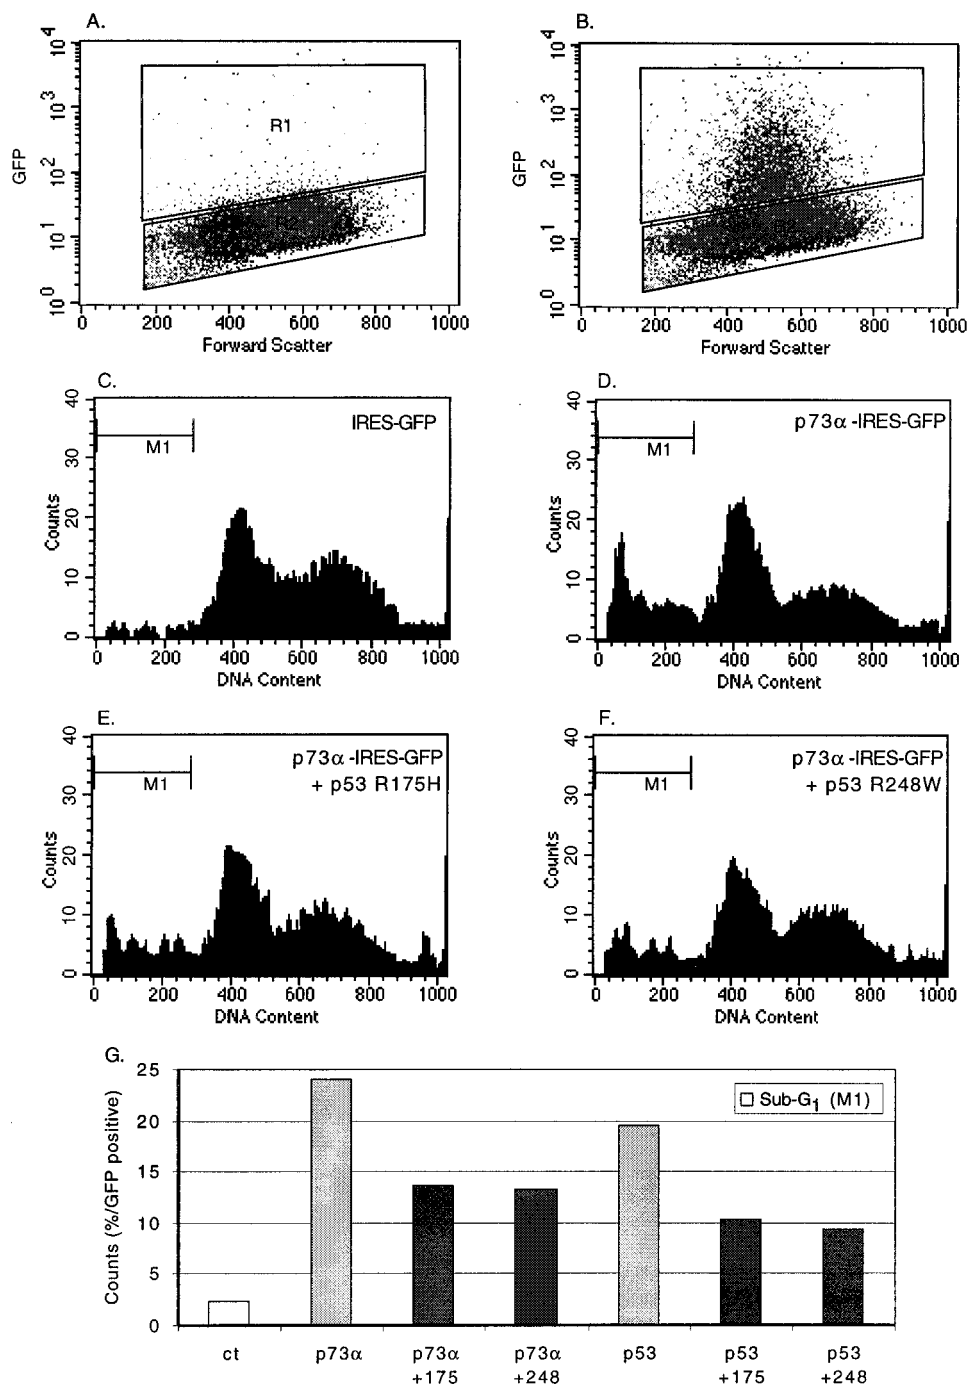 A.
GFP
10^4
10^3
10^2
10^1
10^0
R1
0 200 400 600 800 1000
Forward Scatter
B.
GFP
10^4
10^3
10^2
10^1
10^0
R1
0 200 400 600 800 1000
Forward Scatter
C.
IRES-GFP
M1
Counts
40
30
20
10
0
0 200 400 600 800 1000
DNA Content
D.
p73α-IRES-GFP
M1
Counts
40
30
20
10
0
0 200 400 600 800 1000
DNA Content
E.
p73α-IRES-GFP
+ p53 R175H
M1
Counts
40
30
20
10
0
0 200 400 600 800 1000
DNA Content
F.
p73α-IRES-GFP
+ p53 R248W
M1
Counts
40
30
20
10
0
0 200 400 600 800 1000
DNA Content
G.
Counts (%/GFP positive)
25
20
15
10
5
0
Sub-G1 (M1)
ct p73α p73α p73α p53 p53 p53
+175 +248 +175 +248